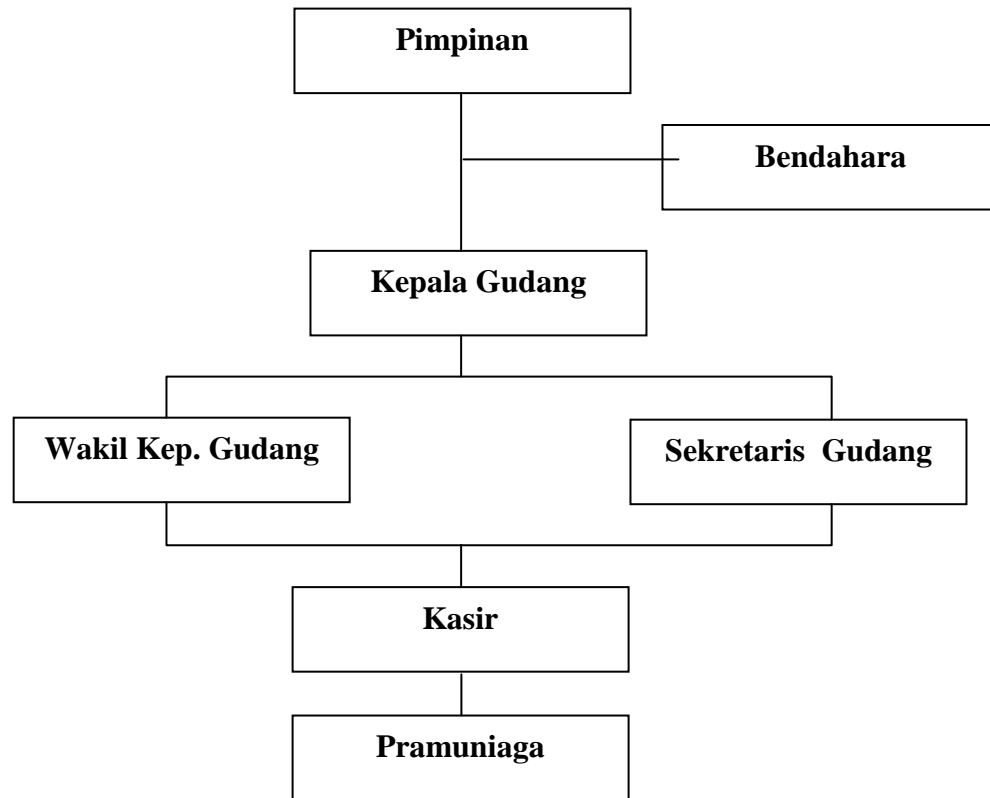 Pimpinan
Bendahara
Kepala Gudang
Wakil Kep. Gudang
Sekretaris  Gudang
Kasir
Pramuniaga